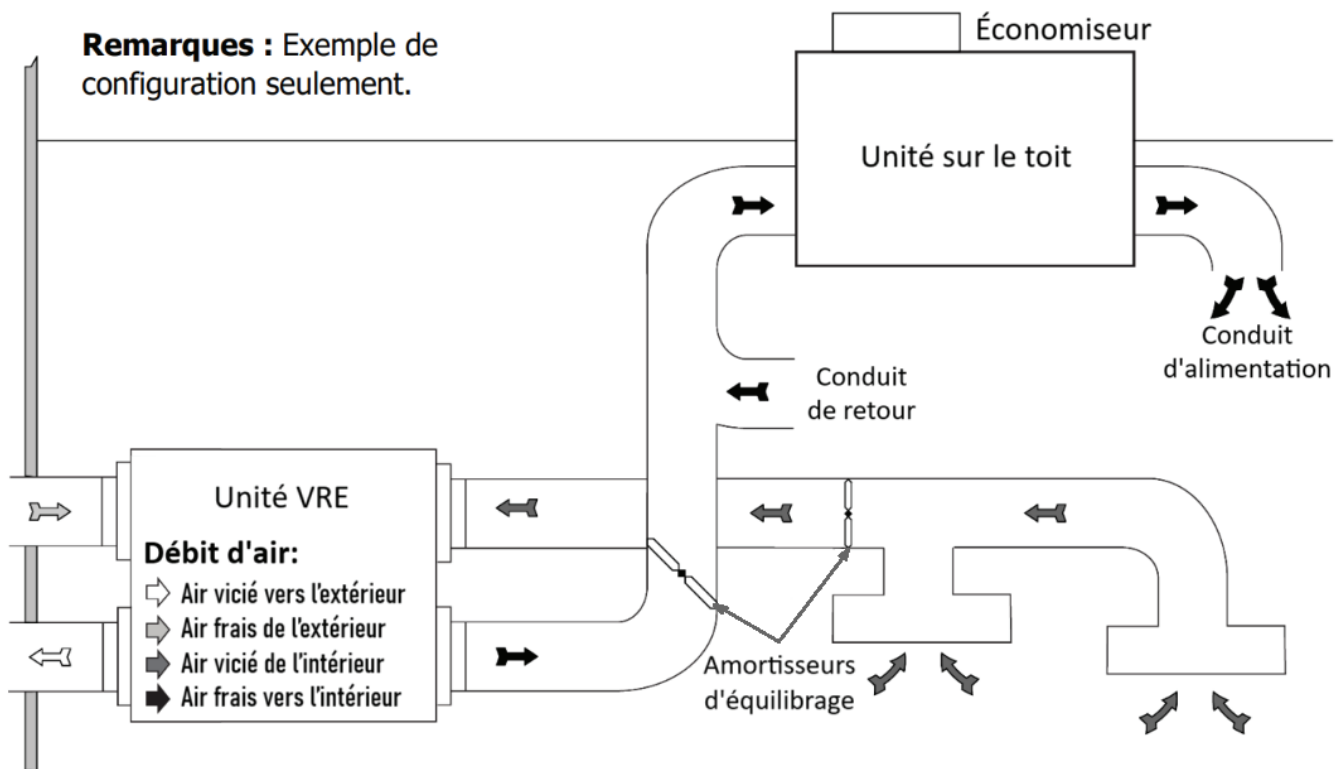 Remarques : Exemple de
configuration seulement.
Économiseur
Unité sur le toit
Conduit
d'alimentation
Conduit
de retour
Unité VRE
Débit d'air:
Air vicié vers l'extérieur
Air frais de l'extérieur
Air vicié de l'intérieur
Air frais vers l'intérieur
Amortisseurs
d'équilibrage